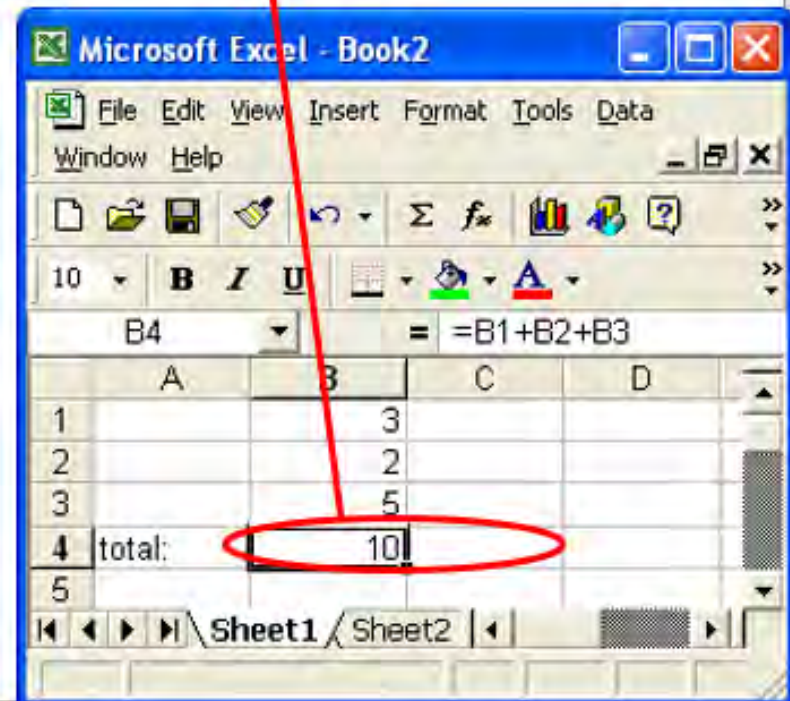 Microsoft Excel - Book2
File Edit View Insert Format Tools Data
Window Help
Σ fx ?
10 B I U A
B4 = =B1+B2+B3
A B C D
1 3
2 2
3 5
4 total: 10
5
Sheet1 Sheet2